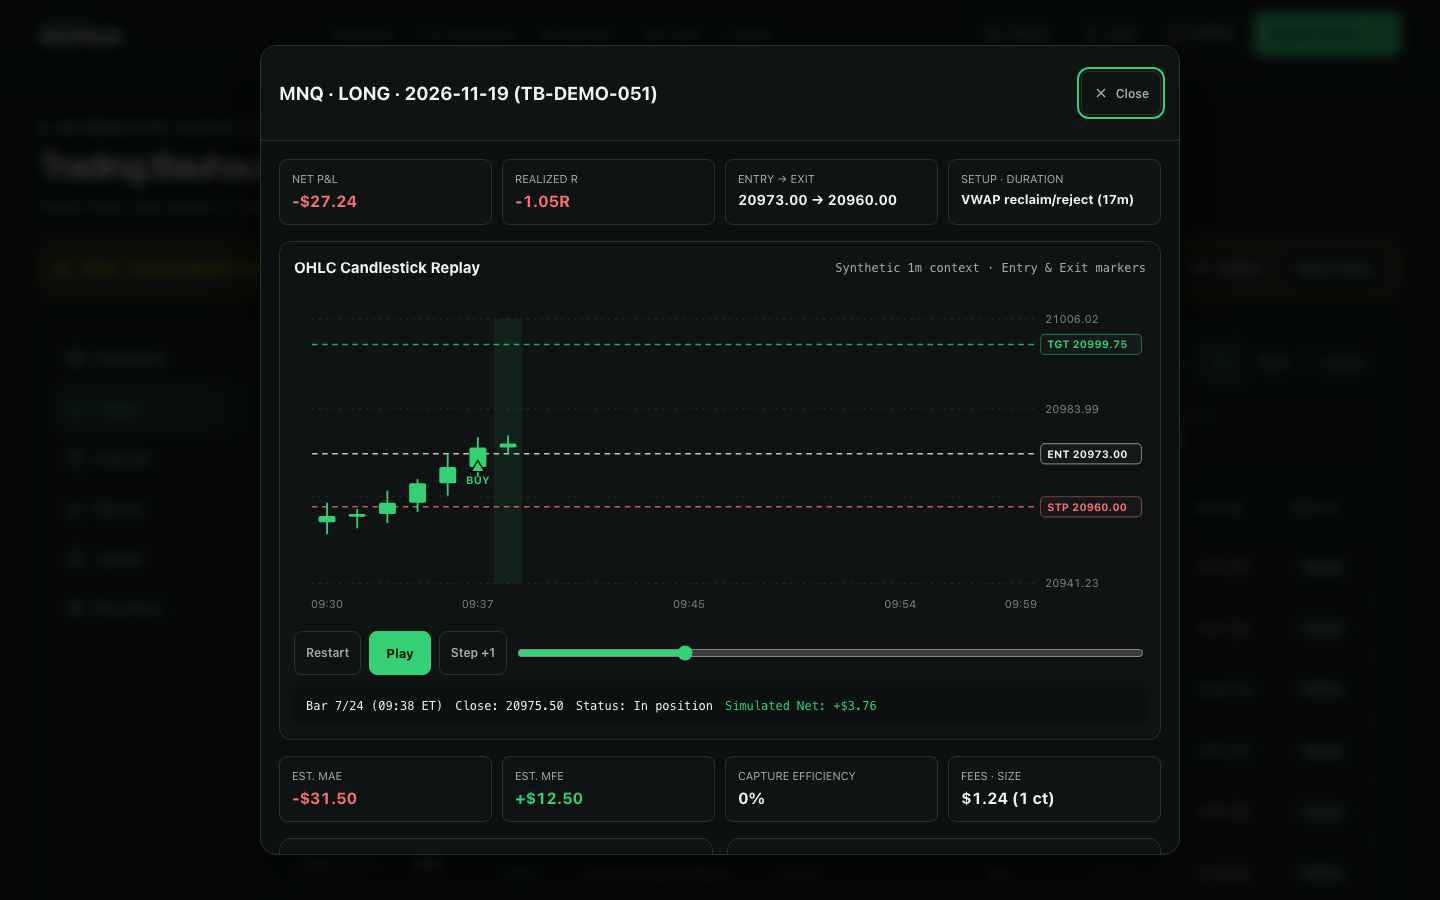 MNQ · LONG · 2026-11-19 (TB-DEMO-051)
× Close
NET P&L
-$27.24
REALIZED R
-1.05R
ENTRY → EXIT
20973.00 → 20960.00
SETUP · DURATION
VWAP reclaim/reject (17m)
OHLC Candlestick Replay
Synthetic 1m context · Entry & Exit markers
21006.02
TGT 20999.75
20983.99
ENT 20973.00
BUY
STP 20960.00
20941.23
09:30 09:37 09:45 09:54 09:59
Restart Play Step +1
Bar 7/24 (09:38 ET) Close: 20975.50 Status: In position Simulated Net: +$3.76
EST. MAE
-$31.50
EST. MFE
+$12.50
CAPTURE EFFICIENCY
0%
FEES · SIZE
$1.24 (1 ct)